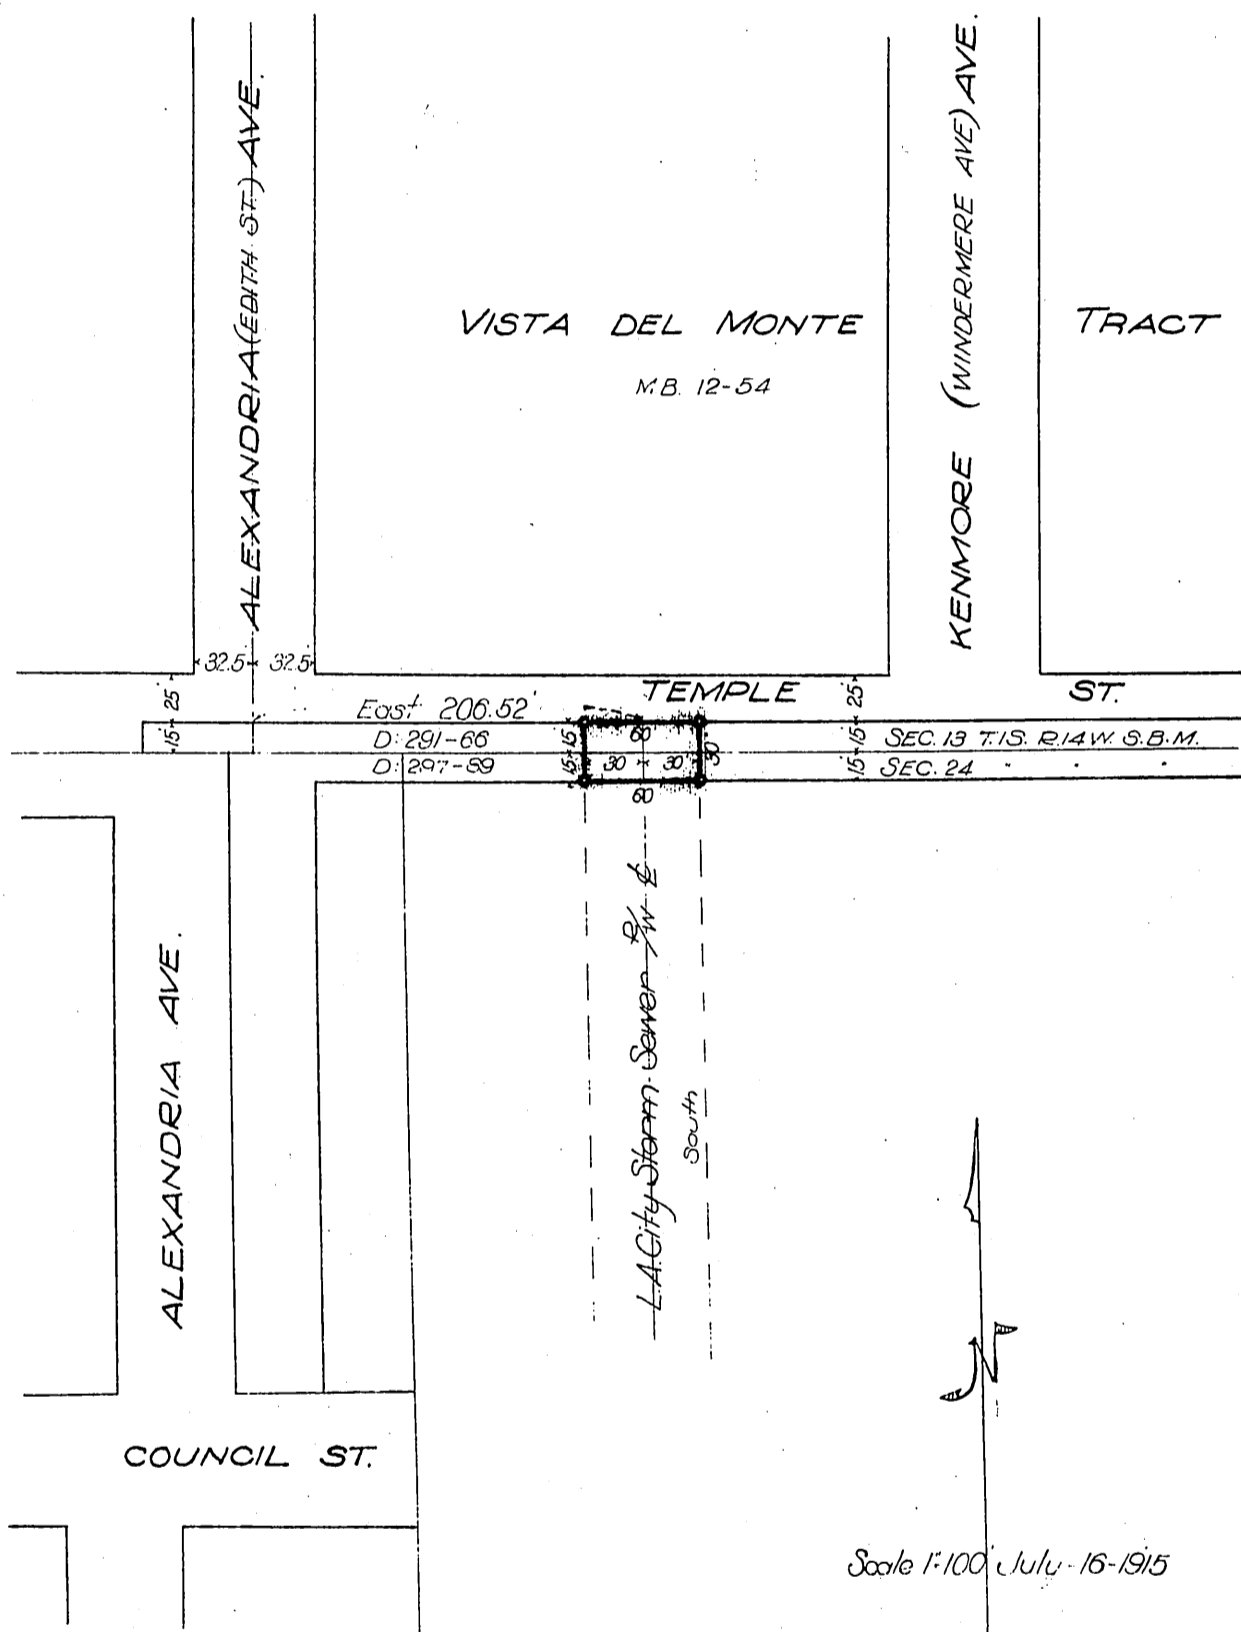 ALEXANDRIA (EDITH ST.) AVE.
KENMORE (WINDERMERE AVE) AVE.
VISTA DEL MONTE TRACT
M.B. 12-54
32.5 32.5
25 TEMPLE 25 ST.
East 206.52'
15 D: 291-66 15 60 30 15 SEC. 13 T.1S. R.14W. S.B.M.
D: 297-89 15 30 30 15 SEC. 24 " " "
60
L.A. City Storm Sewer R/W ℄
South
ALEXANDRIA AVE.
N
COUNCIL ST.
Scale 1"=100' July-16-1915